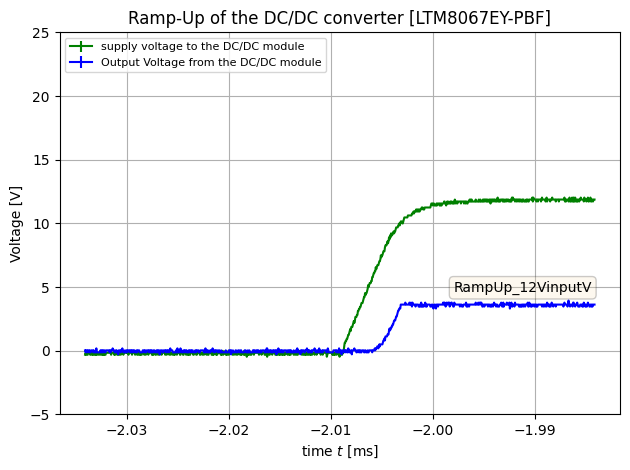 Ramp-Up of the DC/DC converter [LTM8067EY-PBF]
supply voltage to the DC/DC module
Output Voltage from the DC/DC module
25
20
15
10
5
0
−5
Voltage [V]
RampUp_12VinputV
−2.03 −2.02 −2.01 −2.00 −1.99
time t [ms]